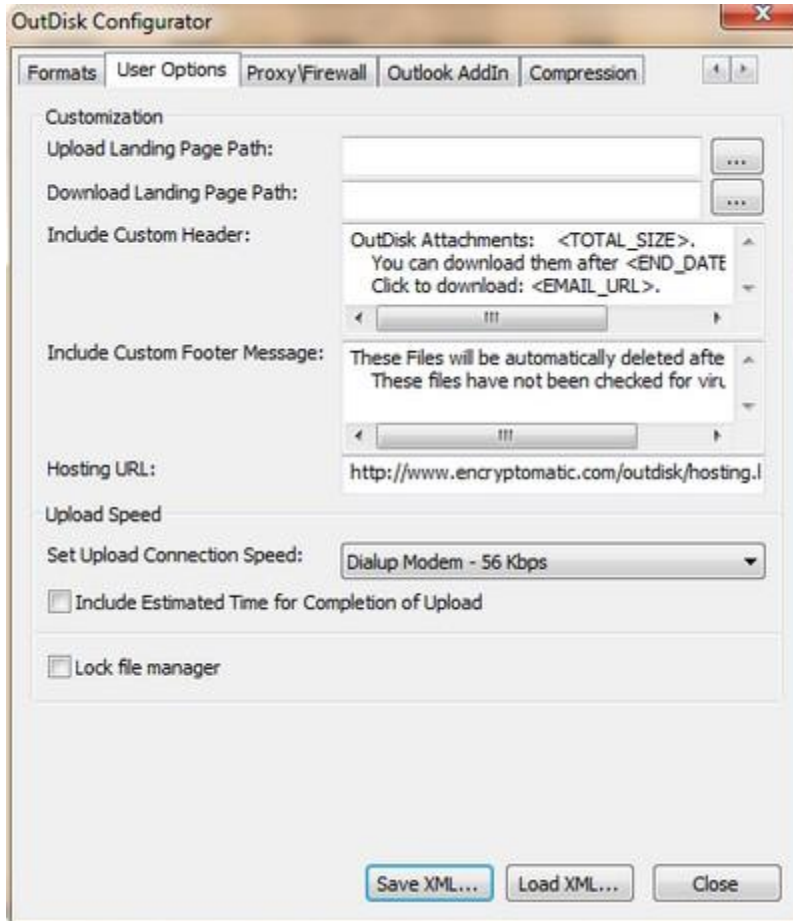 OutDisk Configurator
Formats User Options Proxy\Firewall Outlook AddIn Compression
Customization
Upload Landing Page Path:
...
Download Landing Page Path:
...
Include Custom Header:
OutDisk Attachments: <TOTAL_SIZE>.
You can download them after <END_DATE
Click to download: <EMAIL_URL>.
Include Custom Footer Message:
These Files will be automatically deleted afte
These files have not been checked for viru
Hosting URL:
http://www.encryptomatic.com/outdisk/hosting.l
Upload Speed
Set Upload Connection Speed:
Dialup Modem - 56 Kbps
Include Estimated Time for Completion of Upload
Lock file manager
Save XML... Load XML... Close